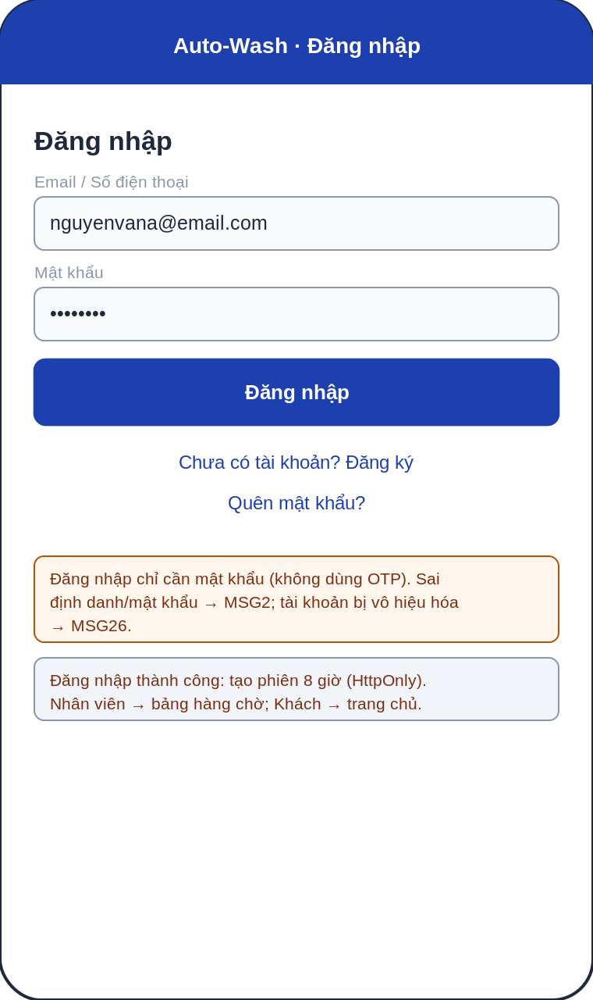 Auto-Wash · Đăng nhập
Đăng nhập
Email / Số điện thoại
nguyenvana@email.com
Mật khẩu
••••••••
Đăng nhập
Chưa có tài khoản? Đăng ký
Quên mật khẩu?
Đăng nhập chỉ cần mật khẩu (không dùng OTP). Sai
định danh/mật khẩu → MSG2; tài khoản bị vô hiệu hóa
→ MSG26.
Đăng nhập thành công: tạo phiên 8 giờ (HttpOnly).
Nhân viên → bảng hàng chờ; Khách → trang chủ.